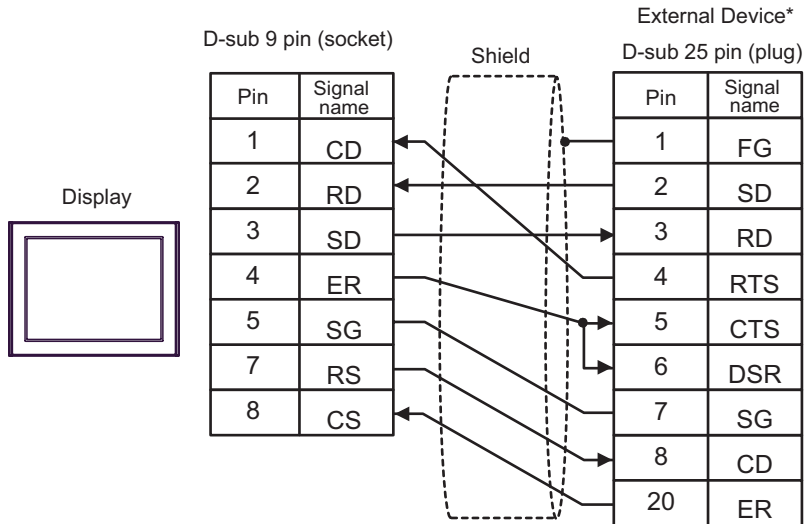 External Device*
D-sub 9 pin (socket)
Shield
D-sub 25 pin (plug)
Display
Pin Signal name
1 CD
2 RD
3 SD
4 ER
5 SG
7 RS
8 CS
Pin Signal name
1 FG
2 SD
3 RD
4 RTS
5 CTS
6 DSR
7 SG
8 CD
20 ER